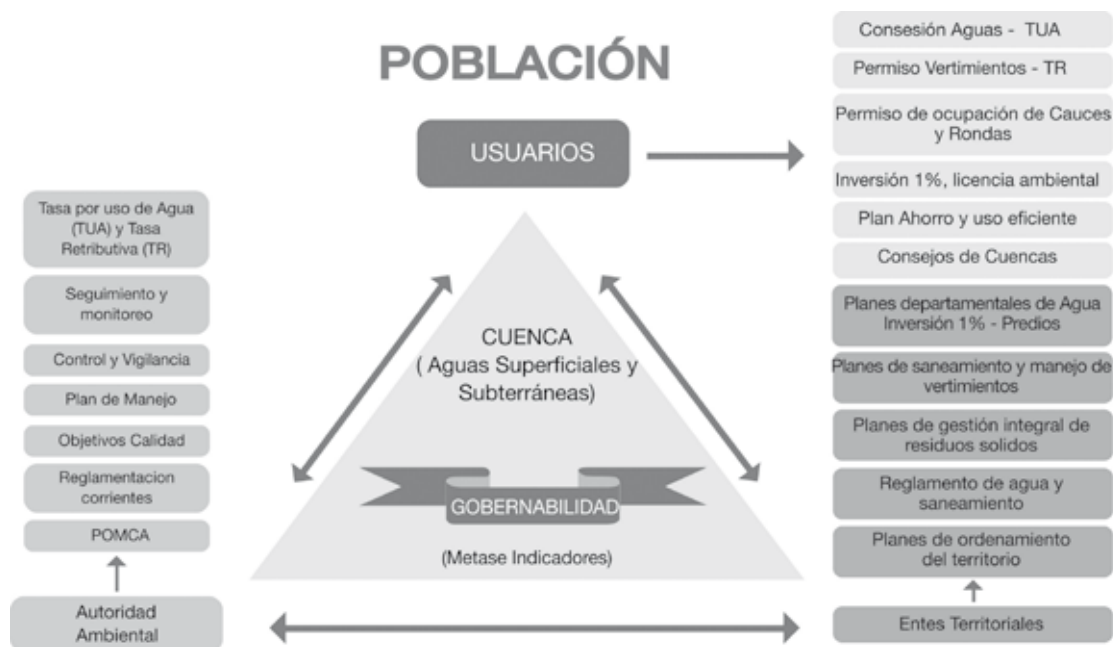 POBLACIÓN
USUARIOS
Consesión Aguas - TUA
Permiso Vertimientos - TR
Permiso de ocupación de Cauces
y Rondas
Inversión 1%, licencia ambiental
Plan Ahorro y uso eficiente
Consejos de Cuencas
Planes departamentales de Agua
Inversión 1% - Predios
Planes de saneamiento y manejo de
vertimientos
Planes de gestión integral de
residuos solidos
Reglamento de agua y
saneamiento
Planes de ordenamiento
del territorio
Entes Territoriales
Tasa por uso de Agua
(TUA) y Tasa
Retributiva (TR)
Seguimiento y
monitoreo
Control y Vigilancia
Plan de Manejo
Objetivos Calidad
Reglamentacion
corrientes
POMCA
Autoridad
Ambiental
CUENCA
( Aguas Superficiales y
Subterráneas)
GOBERNABILIDAD
(Metase Indicadores)